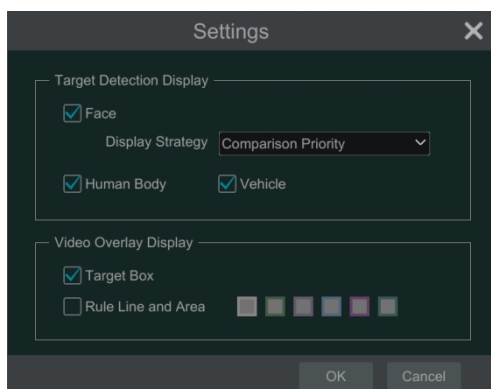 Settings
Target Detection Display
Face
Display Strategy Comparison Priority
Human Body Vehicle
Video Overlay Display
Target Box
Rule Line and Area
OK Cancel